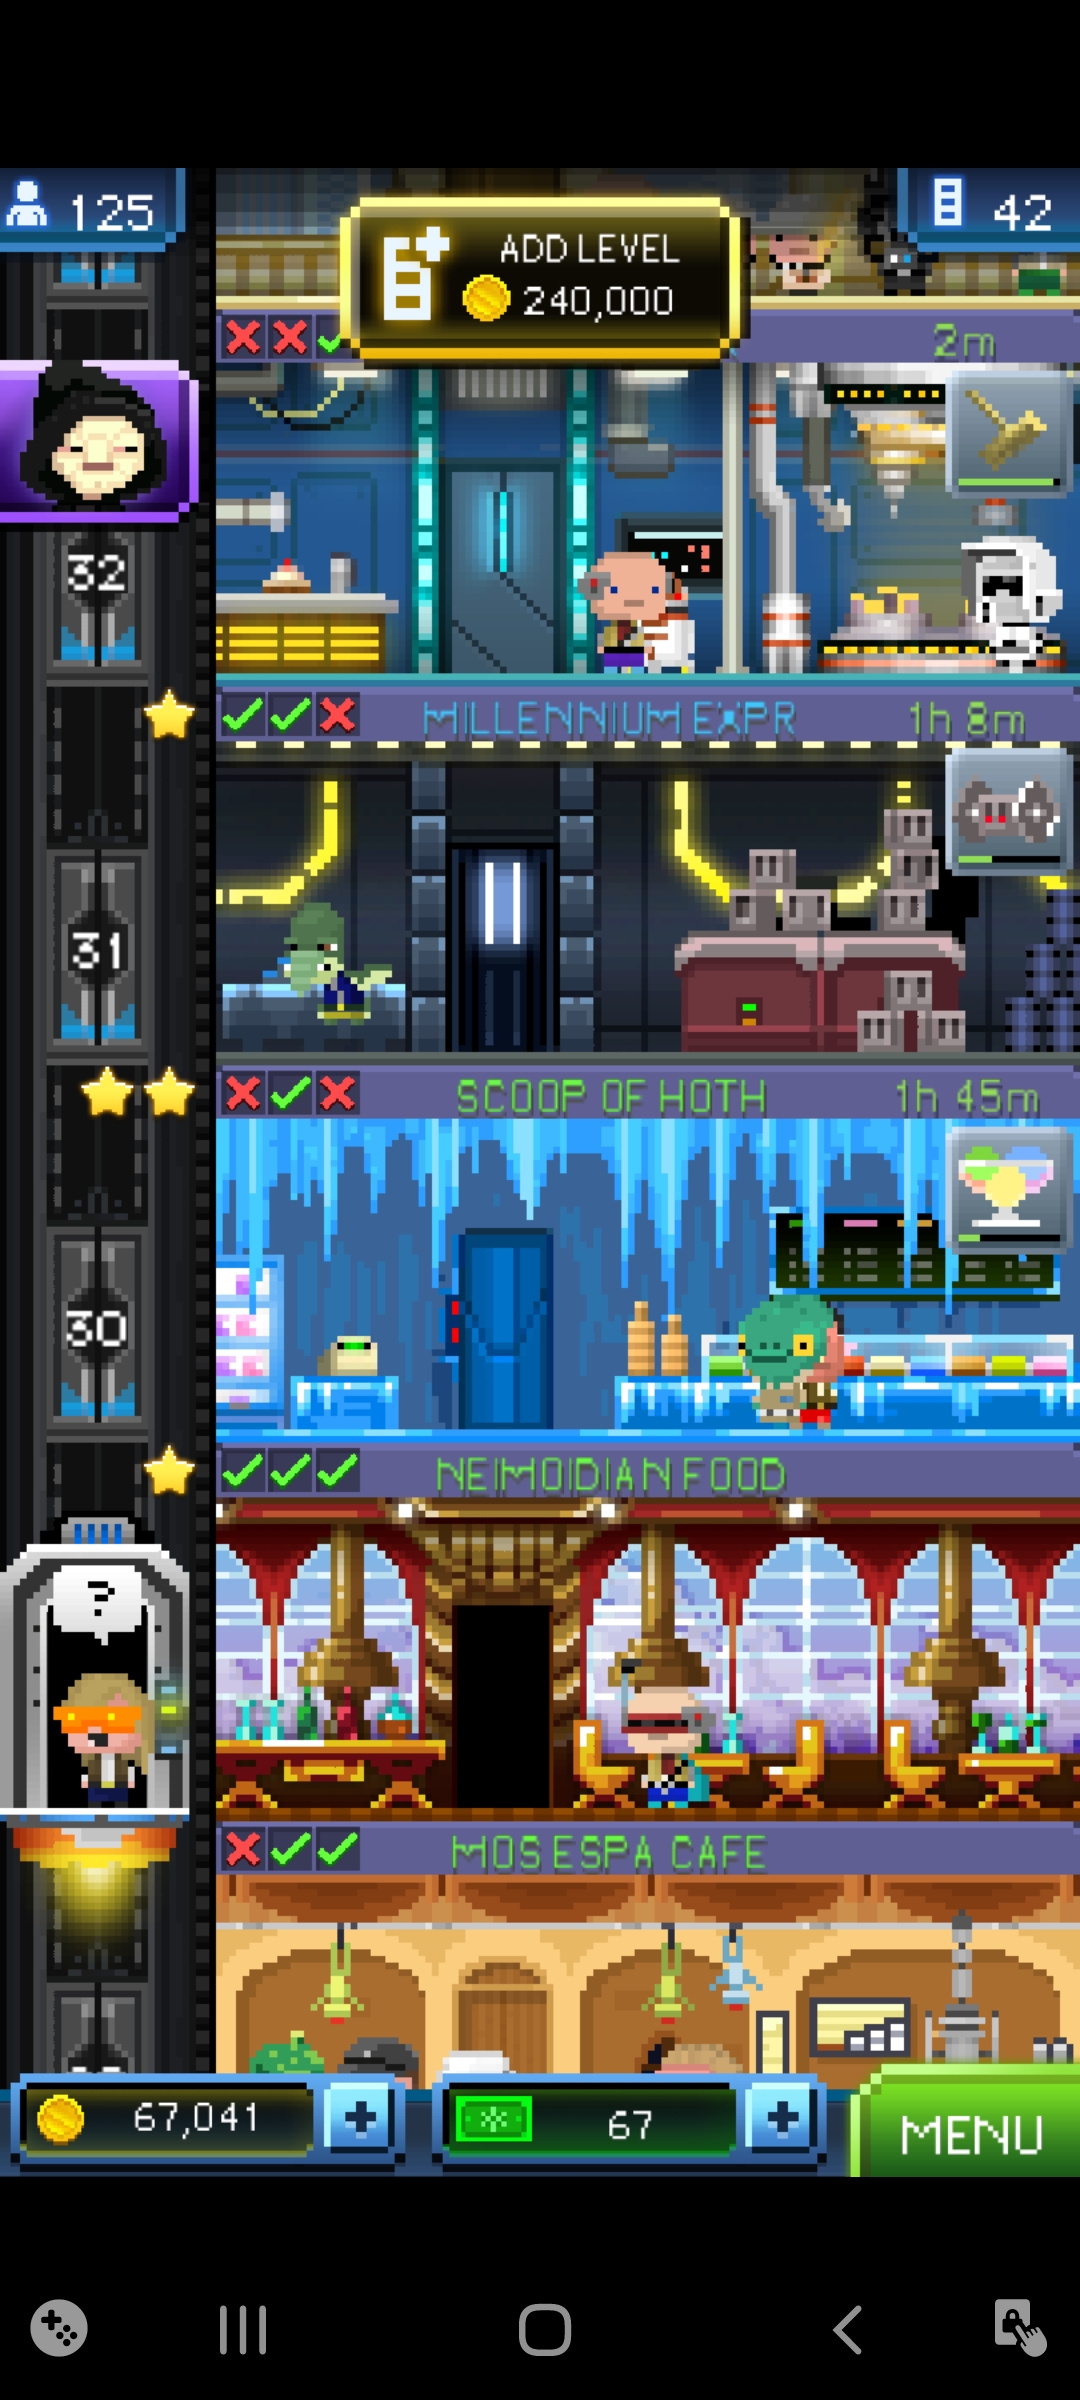 125
ADD LEVEL
240,000
42
2m
32
MILLENNIUM EXPR
1h 8m
31
SCOOP OF HOTH
1h 45m
30
NEIMOIDIAN FOOD
?
MOS ESPA CAFE
67,041
67
MENU